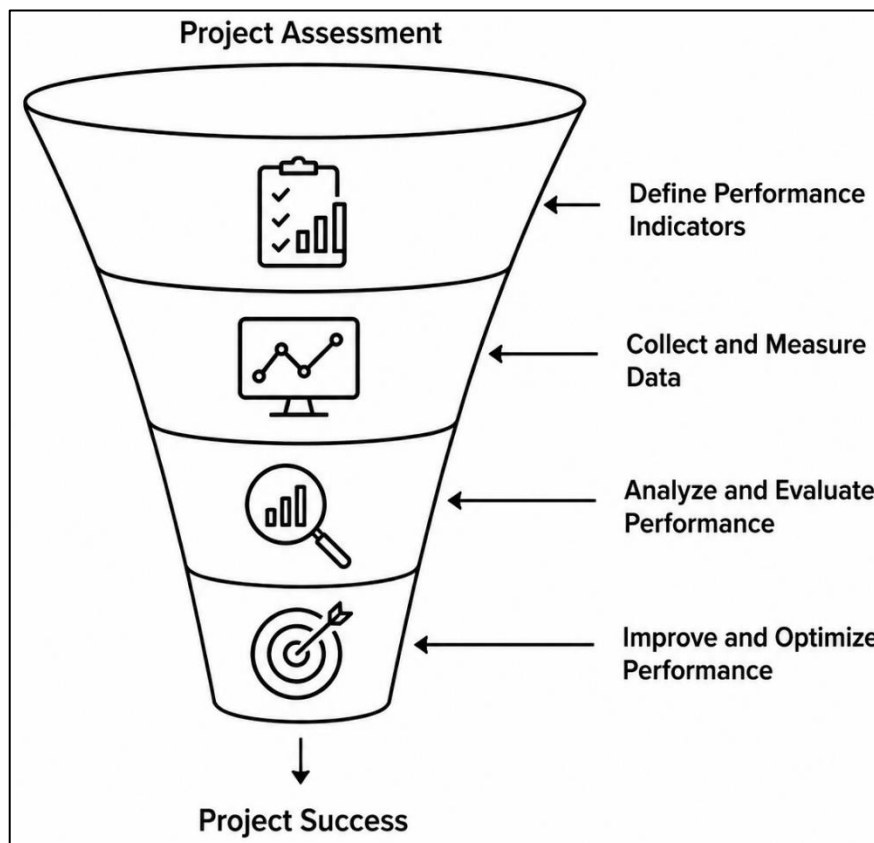 Project Assessment
Define Performance
Indicators
Collect and Measure
Data
Analyze and Evaluate
Performance
Improve and Optimize
Performance
Project Success